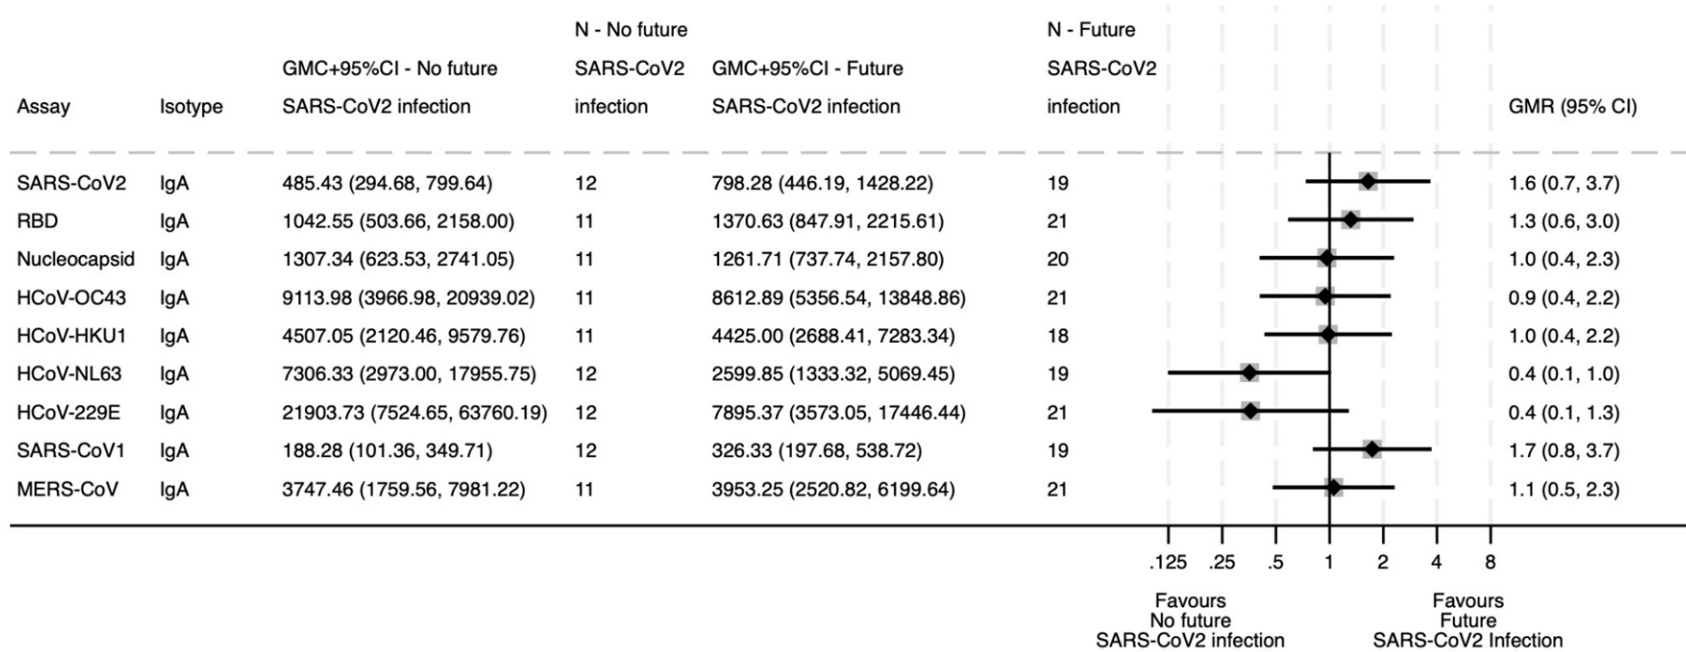 N - No future N - Future
GMC+95%CI - No future SARS-CoV2 GMC+95%CI - Future SARS-CoV2
Assay Isotype SARS-CoV2 infection infection SARS-CoV2 infection infection GMR (95% CI)
SARS-CoV2 IgA 485.43 (294.68, 799.64) 12 798.28 (446.19, 1428.22) 19 1.6 (0.7, 3.7)
RBD IgA 1042.55 (503.66, 2158.00) 11 1370.63 (847.91, 2215.61) 21 1.3 (0.6, 3.0)
Nucleocapsid IgA 1307.34 (623.53, 2741.05) 11 1261.71 (737.74, 2157.80) 20 1.0 (0.4, 2.3)
HCoV-OC43 IgA 9113.98 (3966.98, 20939.02) 11 8612.89 (5356.54, 13848.86) 21 0.9 (0.4, 2.2)
HCoV-HKU1 IgA 4507.05 (2120.46, 9579.76) 11 4425.00 (2688.41, 7283.34) 18 1.0 (0.4, 2.2)
HCoV-NL63 IgA 7306.33 (2973.00, 17955.75) 12 2599.85 (1333.32, 5069.45) 19 0.4 (0.1, 1.0)
HCoV-229E IgA 21903.73 (7524.65, 63760.19) 12 7895.37 (3573.05, 17446.44) 21 0.4 (0.1, 1.3)
SARS-CoV1 IgA 188.28 (101.36, 349.71) 12 326.33 (197.68, 538.72) 19 1.7 (0.8, 3.7)
MERS-CoV IgA 3747.46 (1759.56, 7981.22) 11 3953.25 (2520.82, 6199.64) 21 1.1 (0.5, 2.3)
.125 .25 .5 1 2 4 8
Favours Favours
No future Future
SARS-CoV2 infection SARS-CoV2 Infection